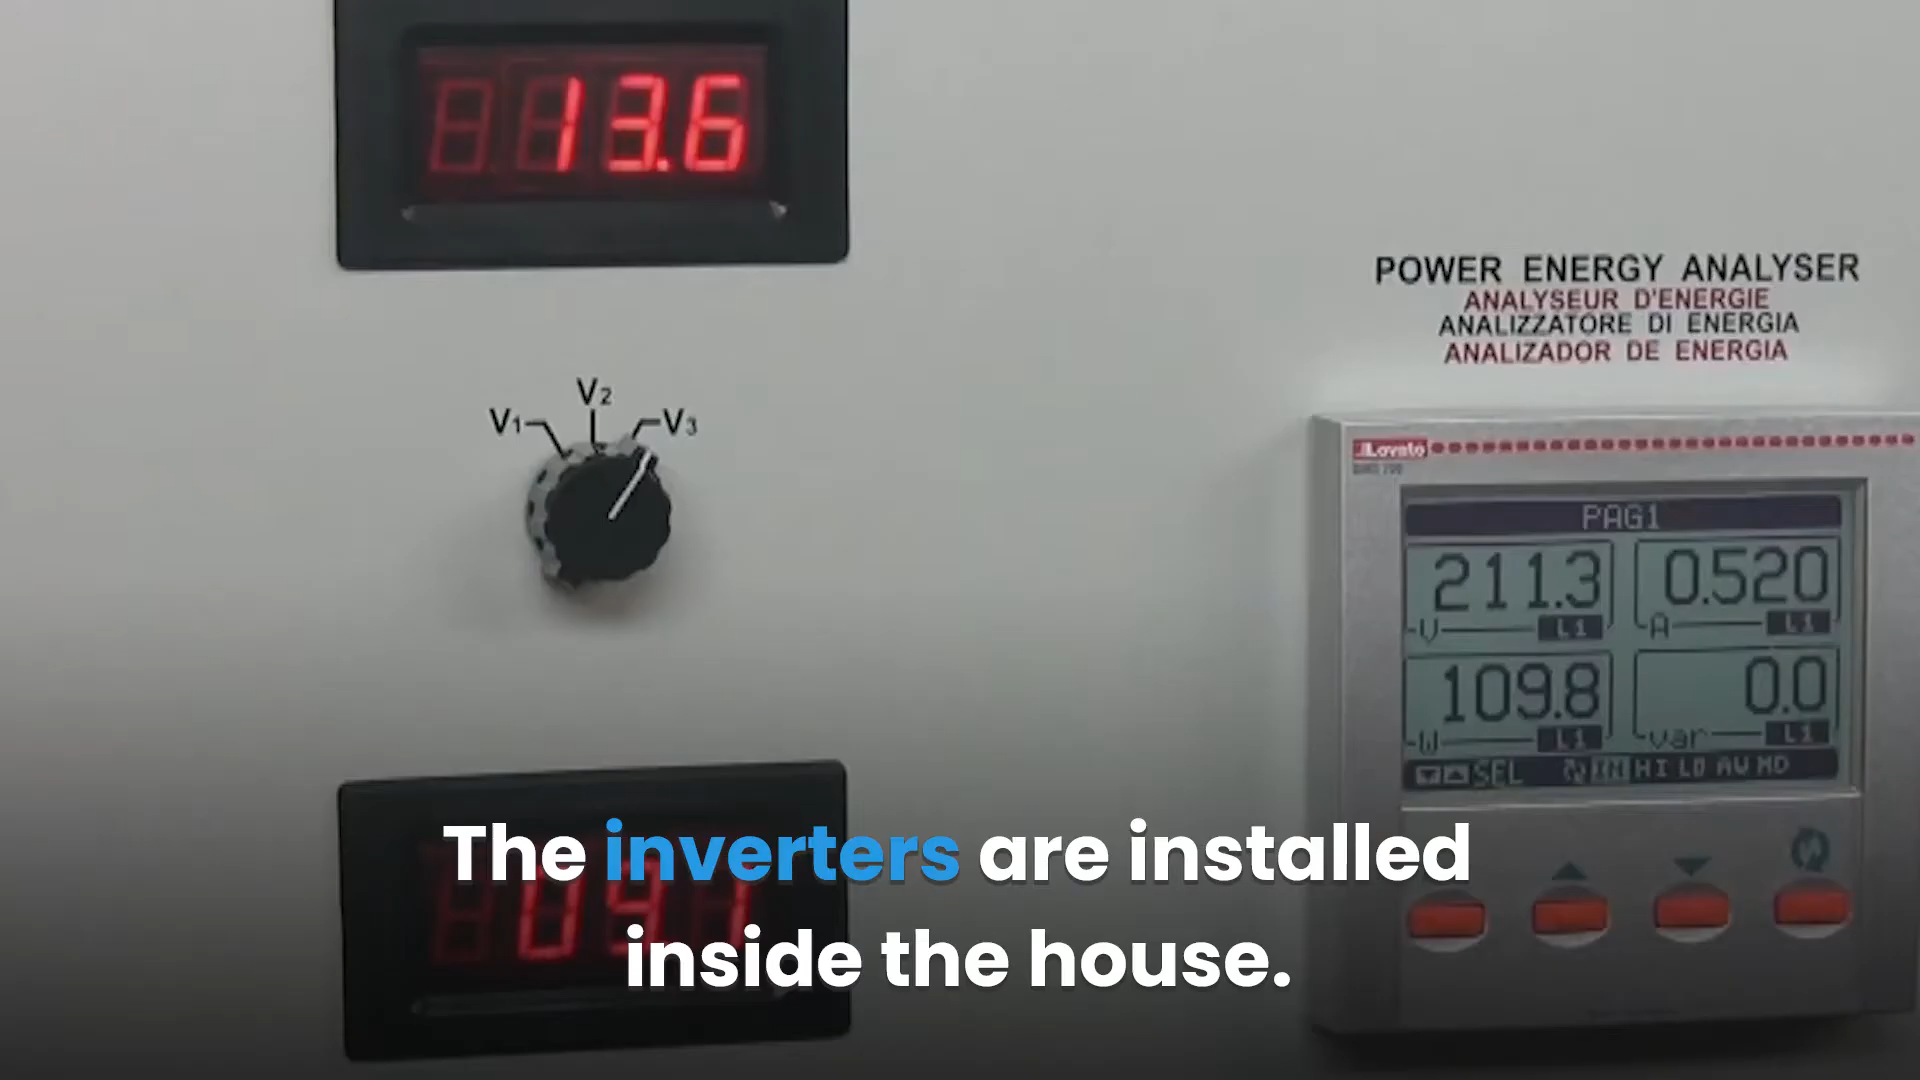 13.6
V1
V2
V3
POWER ENERGY ANALYSER
ANALYSEUR D'ENERGIE
ANALIZZATORE DI ENERGIA
ANALIZADOR DE ENERGIA
Lovato
PAG1
211.3
V L1
0.520
A L1
109.8
W L1
0.0
var L1
SEL
HI LO AV MD
The inverters are installed
inside the house.